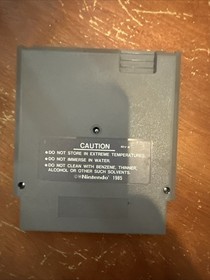 CAUTION
●DO NOT STORE IN EXTREME TEMPERATURES.
●DO NOT IMMERSE IN WATER.
●DO NOT CLEAN WITH BENZENE, THINNER,
ALCOHOL OR OTHER SUCH SOLVENTS.
©Nintendo 1985